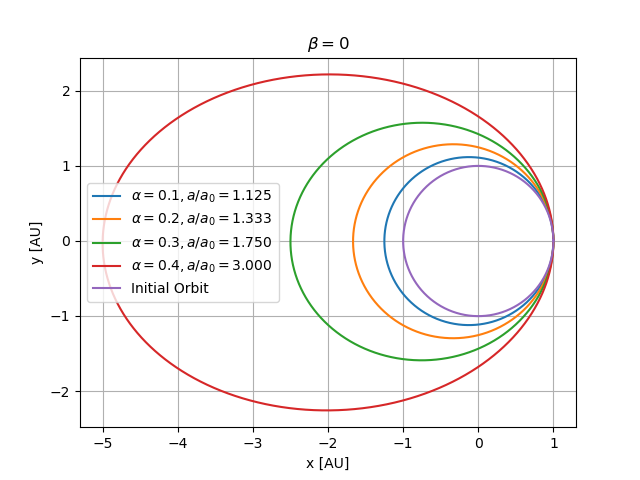 β = 0
y [AU]
2
1
0
−1
−2
α = 0.1, a/a₀ = 1.125
α = 0.2, a/a₀ = 1.333
α = 0.3, a/a₀ = 1.750
α = 0.4, a/a₀ = 3.000
Initial Orbit
−5 −4 −3 −2 −1 0 1
x [AU]